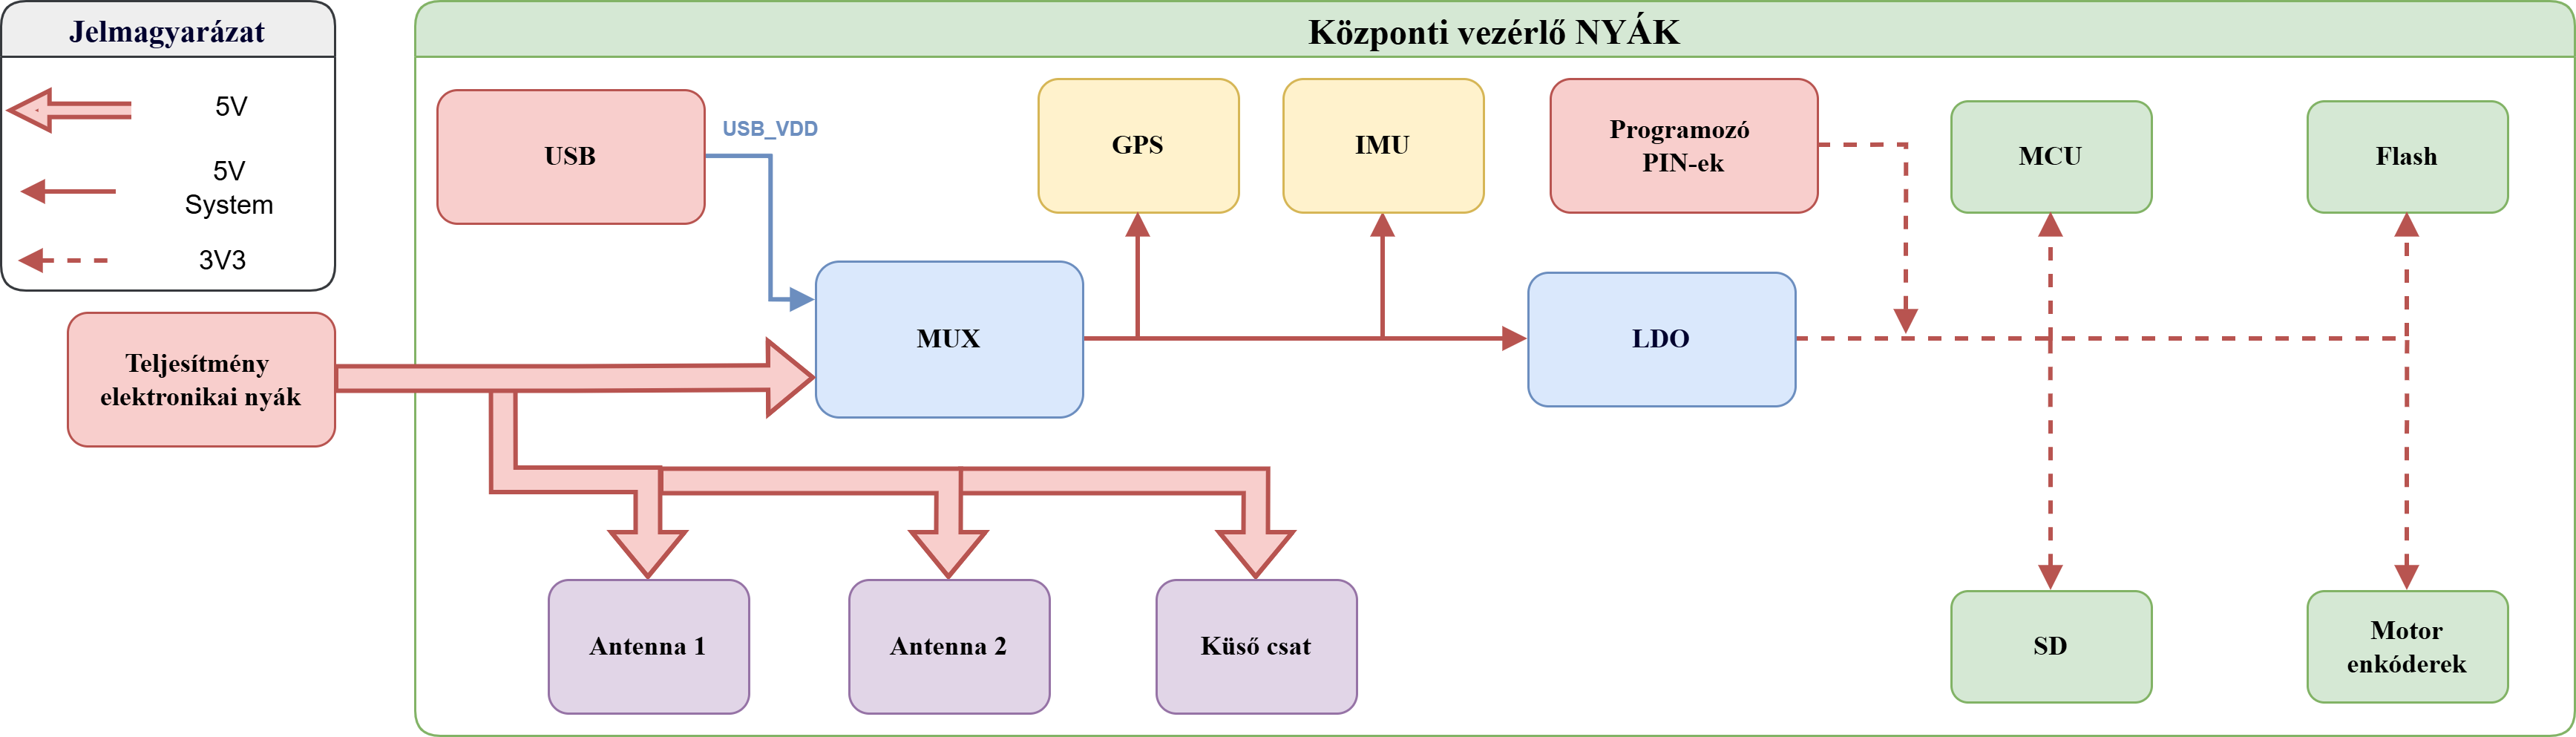 Jelmagyarázat
5V
5V
System
3V3
Teljesítmény
elektronikai nyák
Központi vezérlő NYÁK
USB
USB_VDD
MUX
GPS
IMU
Programozó
PIN-ek
LDO
MCU
Flash
Antenna 1
Antenna 2
Küső csat
SD
Motor
enkóderek